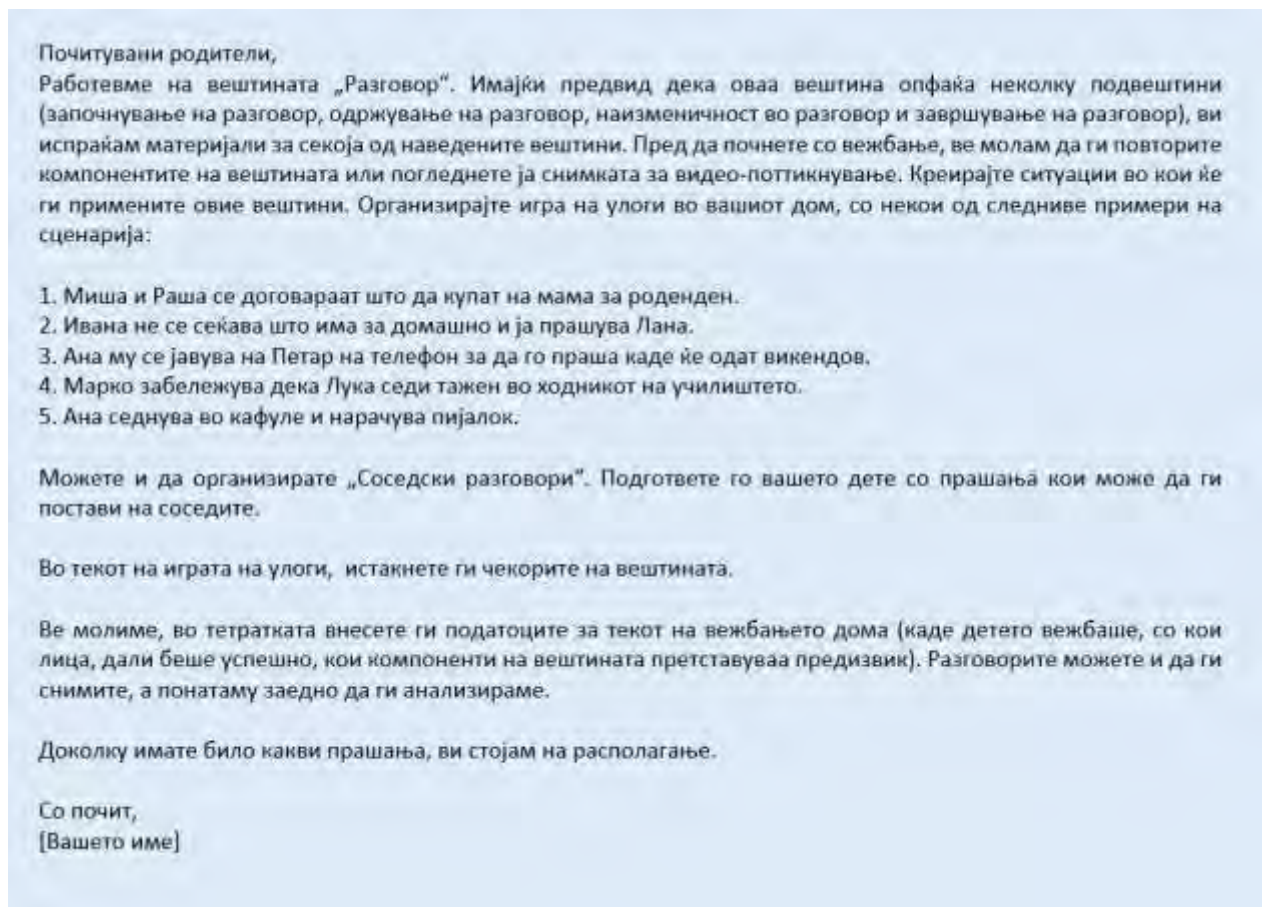 Почитувани родители,
Работевме на вештината „Разговор“. Имајќи предвид дека оваа вештина опфаќа неколку подвештини
(започнување на разговор, одржување на разговор, наизменичност во разговор и завршување на разговор), ви
испраќам материјали за секоја од наведените вештини. Пред да почнете со вежбање, ве молам да ги повторите
компонентите на вештината или погледнете ја снимката за видео-поттикнување. Креирајте ситуации во кои ќе
ги примените овие вештини. Организирајте игра на улоги во вашиот дом, со некои од следниве примери на
сценарија:
1. Миша и Раша се договараат што да купат на мама за роденден.
2. Ивана не се сеќава што има за домашно и ја прашува Лана.
3. Ана му се јавува на Петар на телефон за да го праша каде ќе одат викендов.
4. Марко забележува дека Лука седи тажен во ходникот на училиштето.
5. Ана седнува во кафуле и нарачува пијалок.
Можете и да организирате „Соседски разговори“. Подгответе го вашето дете со прашања кои може да ги
постави на соседите.
Во текот на играта на улоги, истакнете ги чекорите на вештината.
Ве молиме, во тетратката внесете ги податоците за текот на вежбањето дома (каде детето вежбаше, со кои
лица, дали беше успешно, кои компоненти на вештината претставуваа предизвик). Разговорите можете и да ги
снимите, а понатаму заедно да ги анализираме.
Доколку имате било какви прашања, ви стојам на располагање.
Со почит,
[Вашето име]